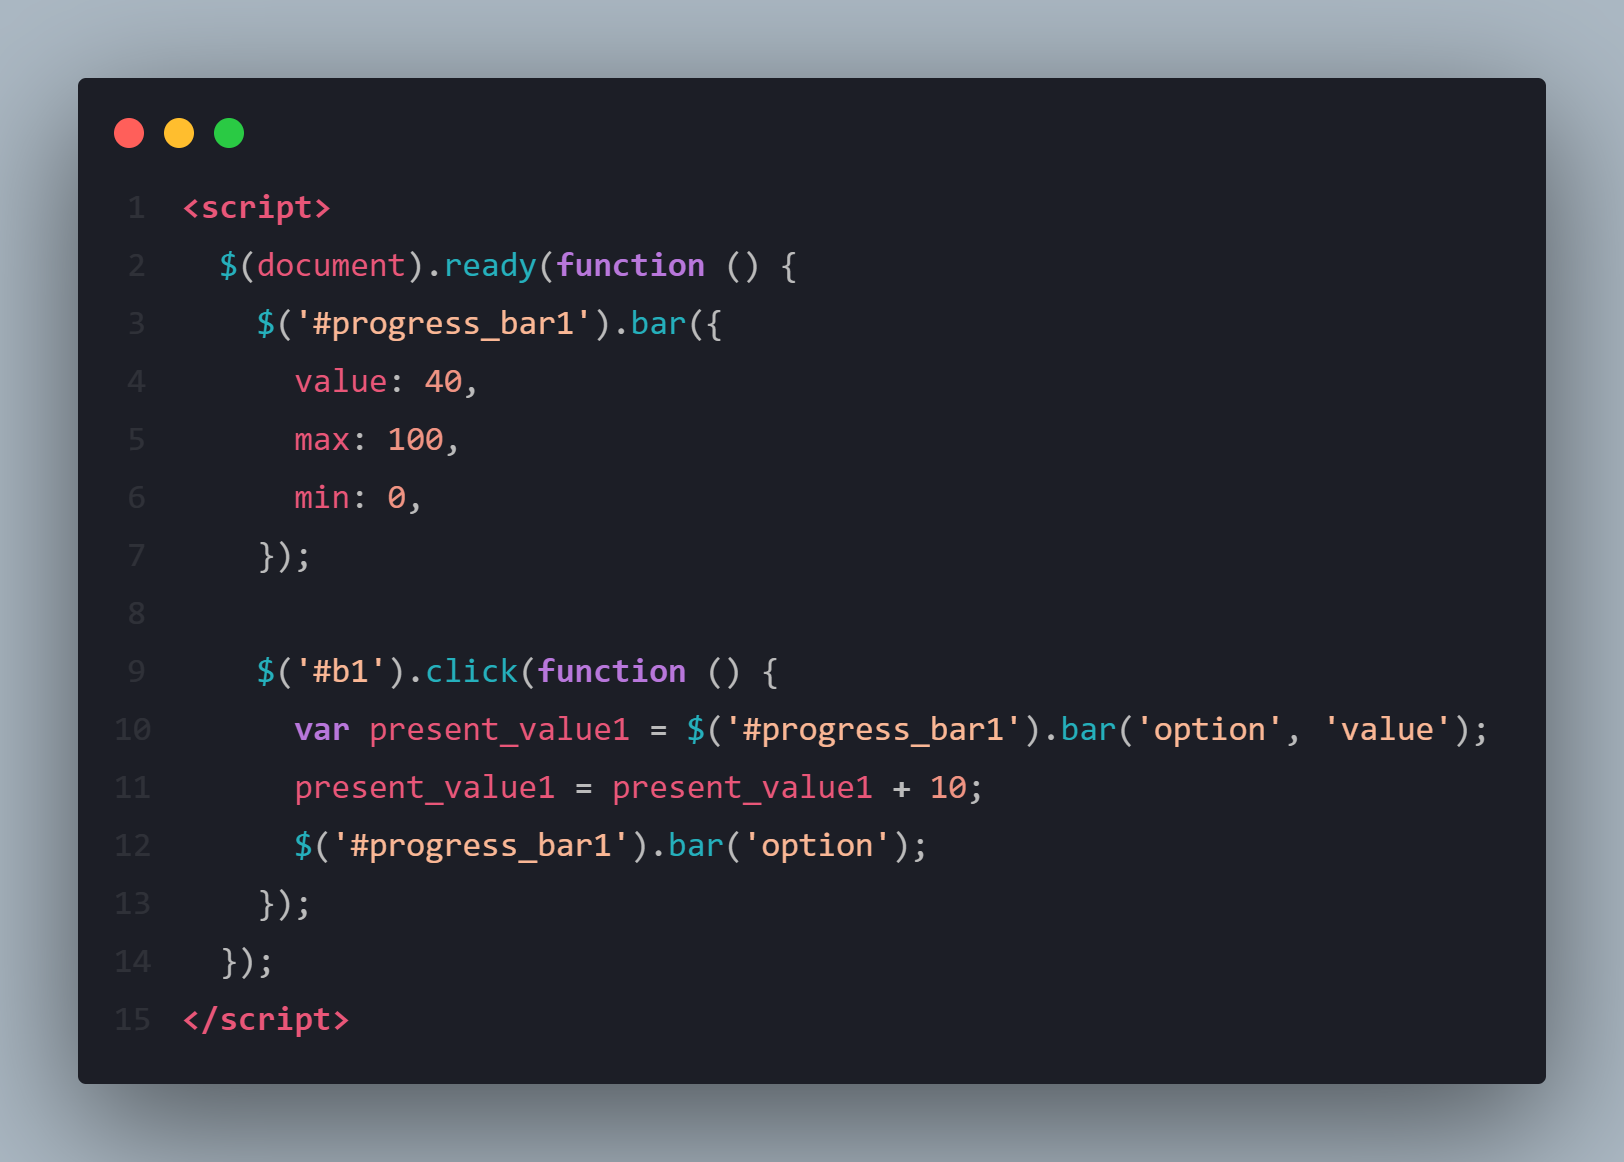 1 <script>
2   $(document).ready(function () {
3     $('#progress_bar1').bar({
4       value: 40,
5       max: 100,
6       min: 0,
7     });
8
9     $('#b1').click(function () {
10       var present_value1 = $('#progress_bar1').bar('option', 'value');
11       present_value1 = present_value1 + 10;
12       $('#progress_bar1').bar('option');
13     });
14   });
15 </script>